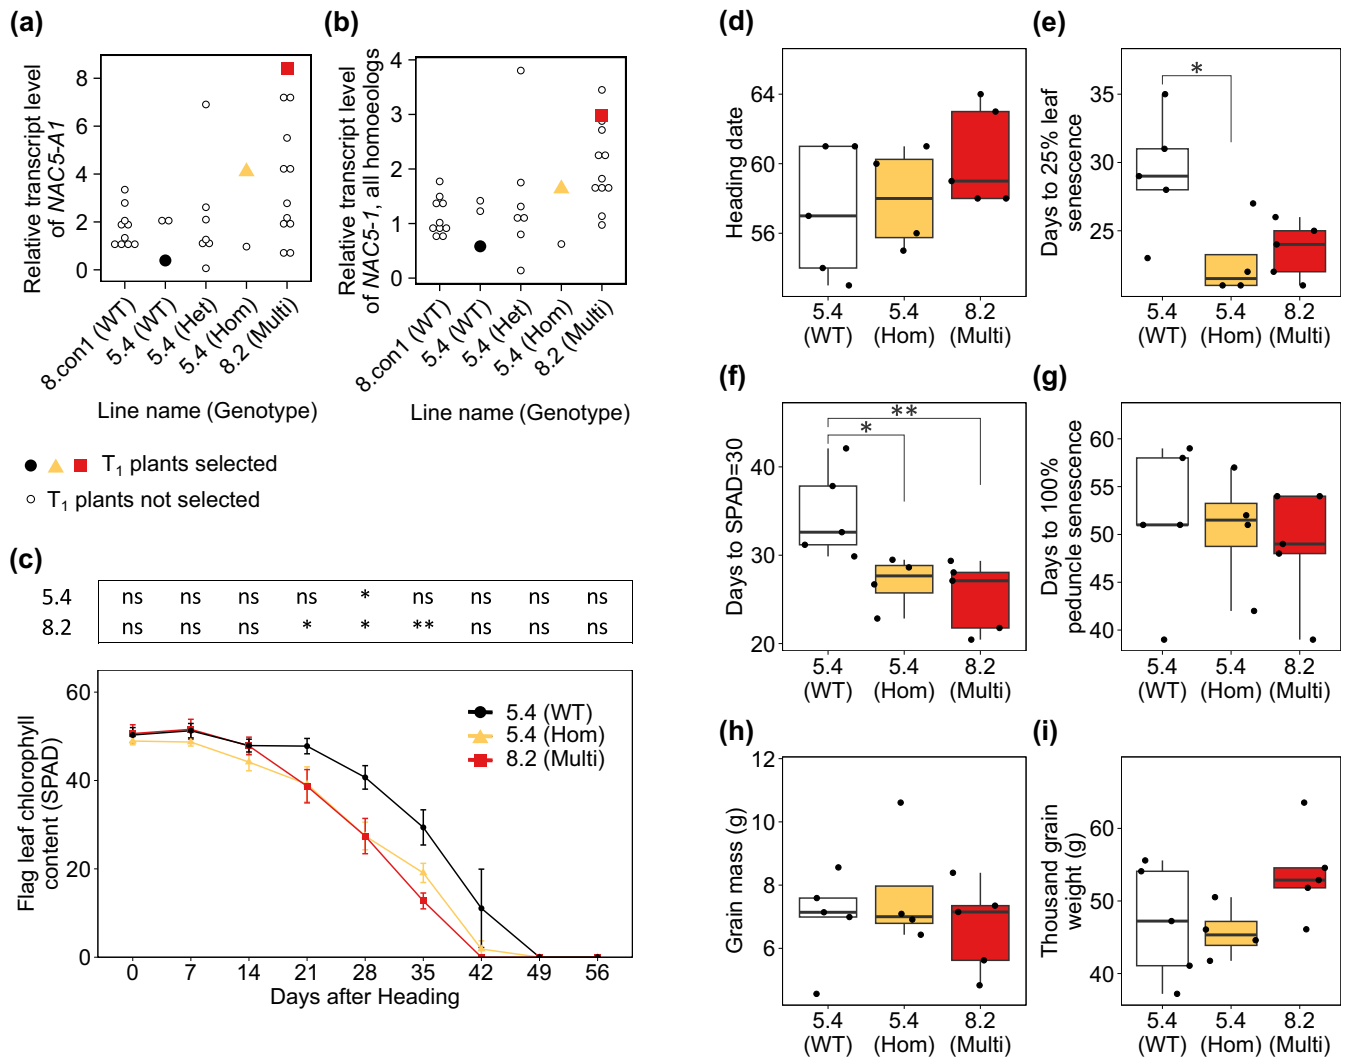 (a)
Relative transcript level
of NAC5-A1
8
6
4
2
0
8.con1 (WT)
5.4 (WT)
5.4 (Het)
5.4 (Hom)
8.2 (Multi)
Line name (Genotype)
(b)
Relative transcript level
of NAC5-1, all homoeologs
4
3
2
1
0
8.con1 (WT)
5.4 (WT)
5.4 (Het)
5.4 (Hom)
8.2 (Multi)
Line name (Genotype)
T1 plants selected
T1 plants not selected
(c)
5.4 ns ns ns ns * ns ns ns ns
8.2 ns ns ns * * ** ns ns ns
Flag leaf chlorophyll
content (SPAD)
60
40
20
0
5.4 (WT)
5.4 (Hom)
8.2 (Multi)
0 7 14 21 28 35 42 49 56
Days after Heading
(d)
Heading date
64
60
56
5.4 5.4 8.2
(WT) (Hom) (Multi)
(e)
Days to 25% leaf
senescence
35
30
25
*
5.4 5.4 8.2
(WT) (Hom) (Multi)
(f)
Days to SPAD=30
40
30
20
**
*
5.4 5.4 8.2
(WT) (Hom) (Multi)
(g)
Days to 100%
peduncle senescence
60
55
50
45
40
5.4 5.4 8.2
(WT) (Hom) (Multi)
(h)
Grain mass (g)
12
10
8
6
5.4 5.4 8.2
(WT) (Hom) (Multi)
(i)
Thousand grain
weight (g)
60
50
40
5.4 5.4 8.2
(WT) (Hom) (Multi)